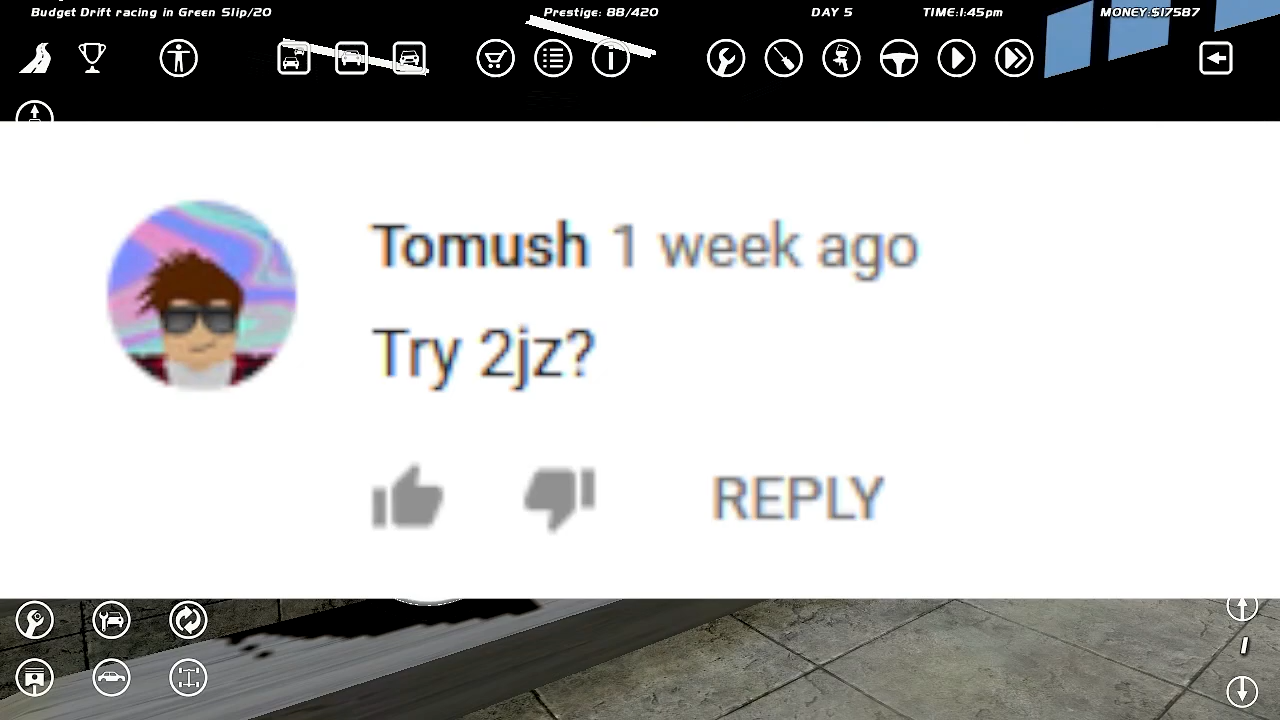 Budget Drift racing in Green Slip/20 Prestige: 88/420 DAY 5 TIME:1:45pm MONEY:$17587
Tomush 1 week ago
Try 2jz?
REPLY
1